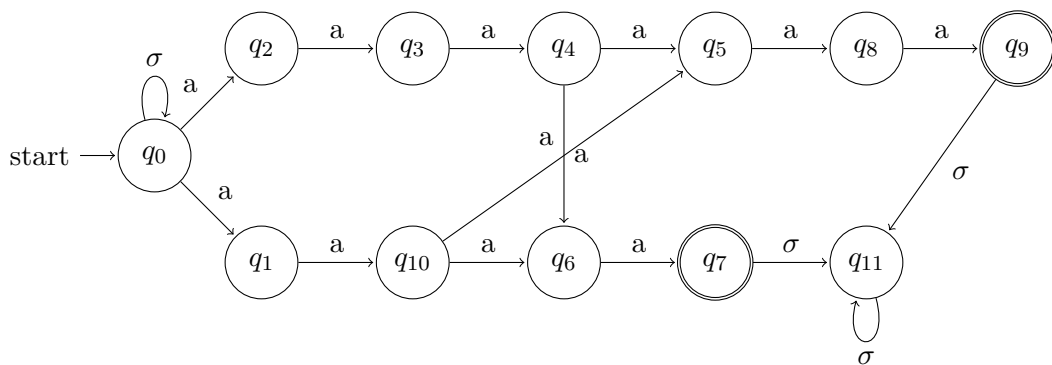 a a a a a
q2 q3 q4 q5 q8 q9
σ
a
start q0
a a
σ
a
a a a σ
q1 q10 q6 q7 q11
σ